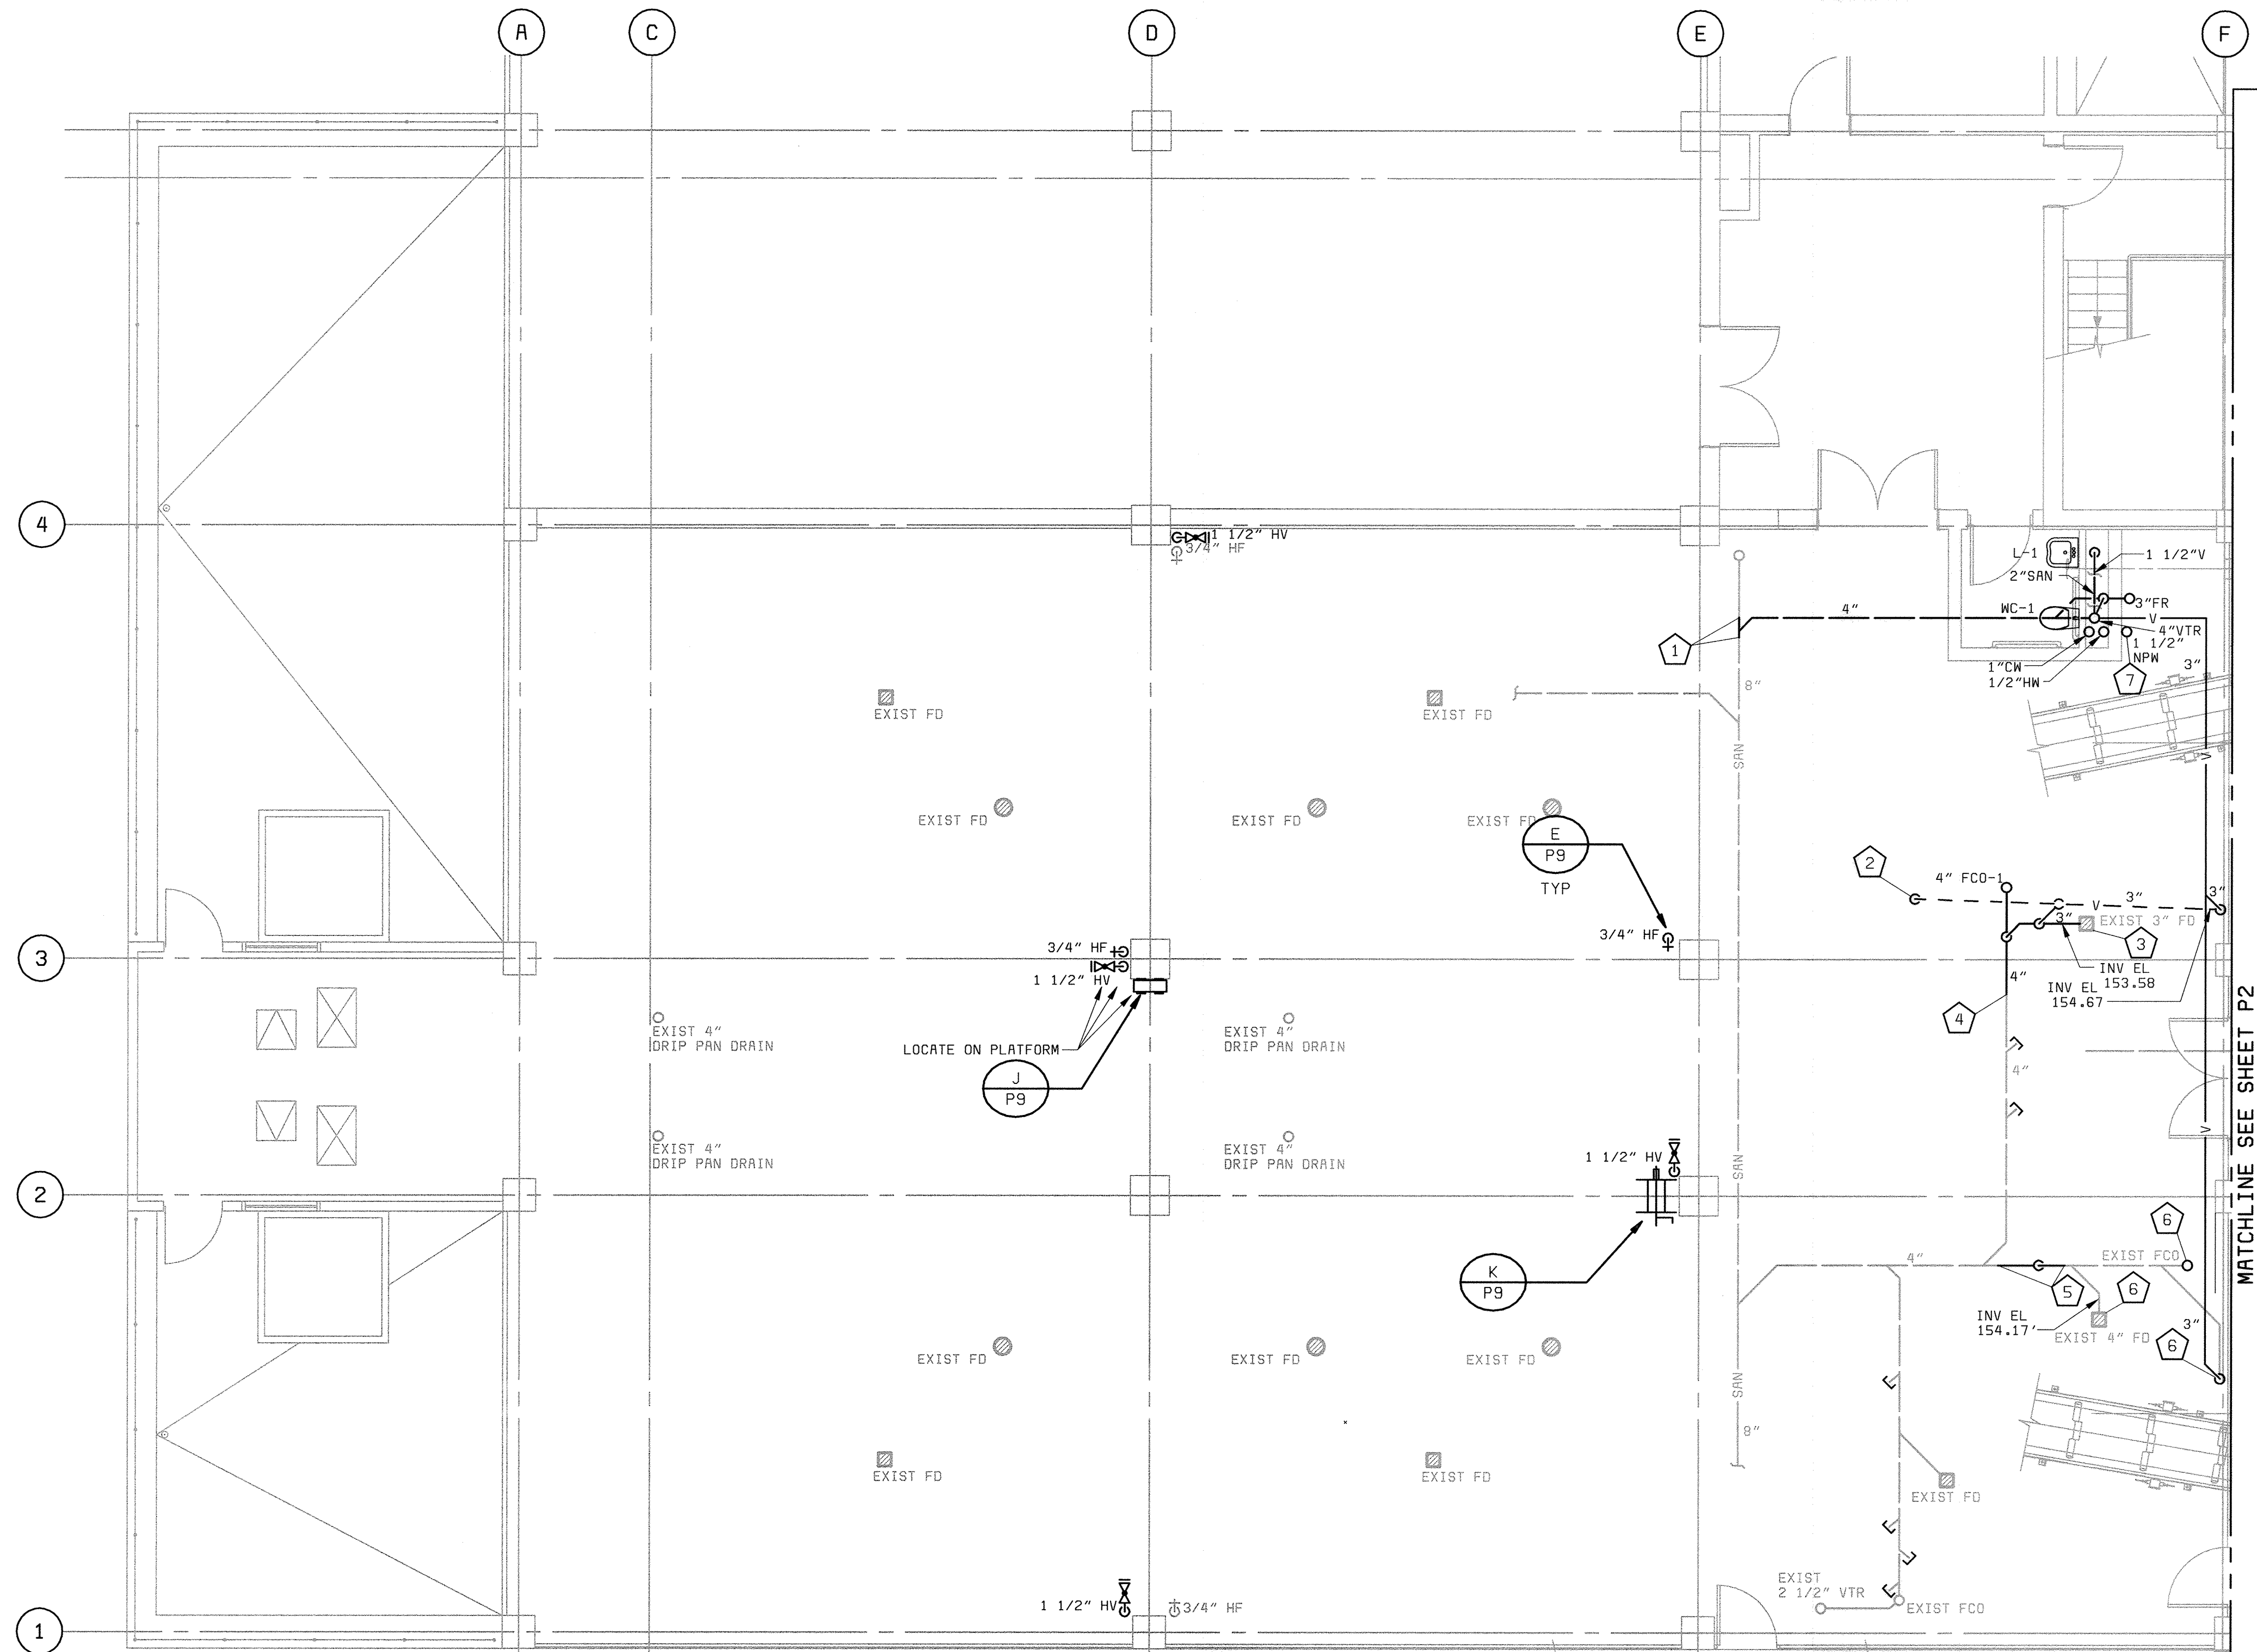 A
C
D
E
F
4
1 1/2" HV
3/4" HF
L-1
1 1/2"V
2"SAN
WC-1
3"FR
4"
V
4"VTR
1
1 1/2"
NPW
1"CW
3"
1/2"HW
7
8"
EXIST FD
EXIST FD
SAN
V
EXIST FD
EXIST FD
EXIST FD
E
P9
TYP
2
4" FCO-1
3"
3"
V
3"
EXIST 3" FD
3/4" HF
3/4" HF
3
3
1 1/2" HV
INV EL
153.58
4"
INV EL
154.67
EXIST 4"
DRIP PAN DRAIN
EXIST 4"
DRIP PAN DRAIN
LOCATE ON PLATFORM
4
J
P9
4"
MATCHLINE SEE SHEET P2
V
EXIST 4"
DRIP PAN DRAIN
EXIST 4"
DRIP PAN DRAIN
1 1/2" HV
SAN
2
6
4"
EXIST FCO
K
P9
5
6
INV EL
154.17'
3"
EXIST 4" FD
6
EXIST FD
EXIST FD
EXIST FD
SAN
8"
EXIST FD
EXIST FD
EXIST FD
EXIST
2 1/2" VTR
1 1/2" HV
3/4" HF
EXIST FCO
1